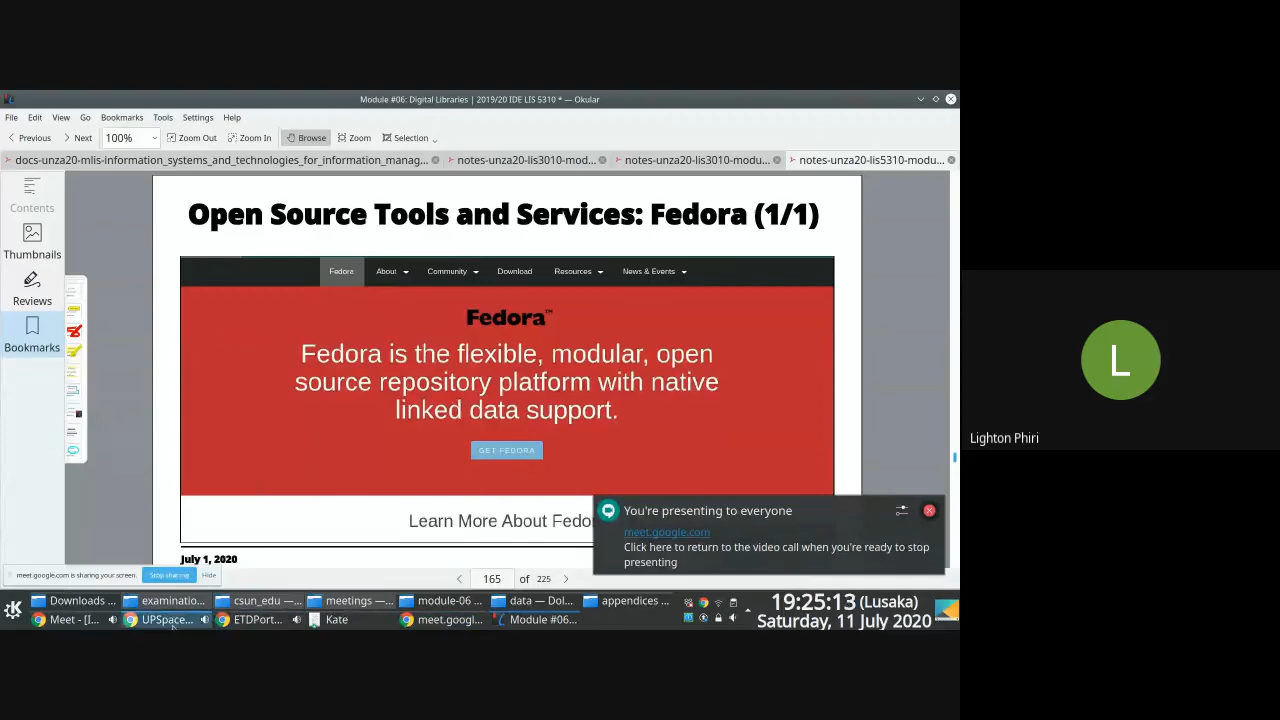 Module #06: Digital Libraries | 2019/20 IDE LIS 5310 * — Okular
File Edit View Go Bookmarks Tools Settings Help
Previous Next 100% Zoom Out Zoom In Browse Zoom Selection
docs-unza20-mlis-information_systems_and_technologies_for_information_manag... notes-unza20-lis3010-mod... notes-unza20-lis3010-modu... notes-unza20-lis5310-modu...
Contents
Thumbnails
Reviews
Bookmarks
Open Source Tools and Services: Fedora (1/1)
Fedora About Community Download Resources News & Events
Fedora™
Fedora is the flexible, modular, open
source repository platform with native
linked data support.
GET FEDORA
Learn More About Fedo
July 1, 2020
You're presenting to everyone
meet.google.com
Click here to return to the video call when you're ready to stop
presenting
meet.google.com is sharing your screen. Stop sharing Hide
165 of 225
Downloads ... examinatio... csun_edu —... meetings —... module-06 ... data — Dol... appendices ...
Meet - [I... UPSpace... ETDPort... Kate meet.googl... Module #06...
19:25:13 (Lusaka)
Saturday, 11 July 2020
L
Lighton Phiri